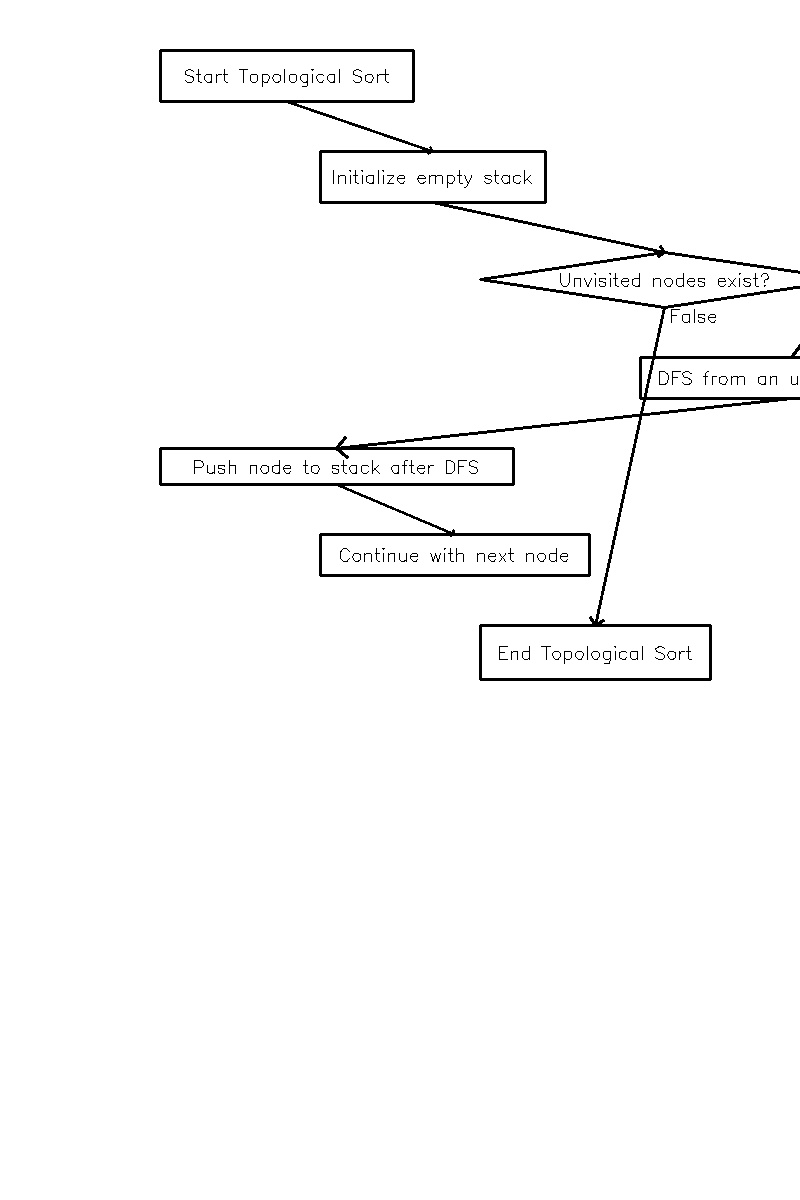 Start Topological Sort
Initialize empty stack
Unvisited nodes exist?
False
DFS from an
Push node to stack after DFS
Continue with next node
End Topological Sort